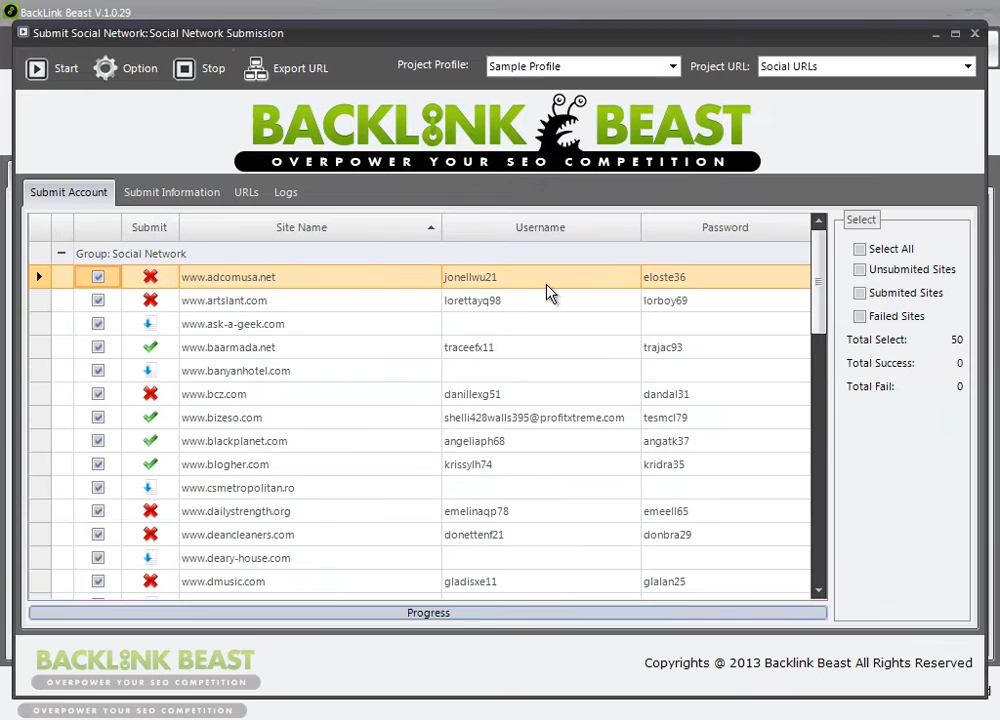 BackLink Beast V.1.0.29
Submit Social Network:Social Network Submission
Start Option Stop Export URL Project Profile: Sample Profile Project URL: Social URLs
BACKLINK BEAST
OVERPOWER YOUR SEO COMPETITION
Submit Account Submit Information URLs Logs
Submit Site Name Username Password
Group: Social Network
www.adcomusa.net jonellwu21 eloste36
www.artslant.com lorettayq98 lorboy69
www.ask-a-geek.com
www.baarmada.net traceefx11 trajac93
www.banyanhotel.com
www.bcz.com danillexg51 dandal31
www.bizeso.com shelli428walls395@profitxtreme.com tesmcl79
www.blackplanet.com angeliaph68 angatk37
www.blogher.com krissylh74 kridra35
www.csmetropolitan.ro
www.dailystrength.org emelinaqp78 emeell65
www.deancleaners.com donettenf21 donbra29
www.deary-house.com
www.dmusic.com gladisxe11 glalan25
Select
Select All
Unsubmited Sites
Submited Sites
Failed Sites
Total Select: 50
Total Success: 0
Total Fail: 0
Progress
BACKLINK BEAST
OVERPOWER YOUR SEO COMPETITION
Copyrights @ 2013 Backlink Beast All Rights Reserved
OVERPOWER YOUR SEO COMPETITION